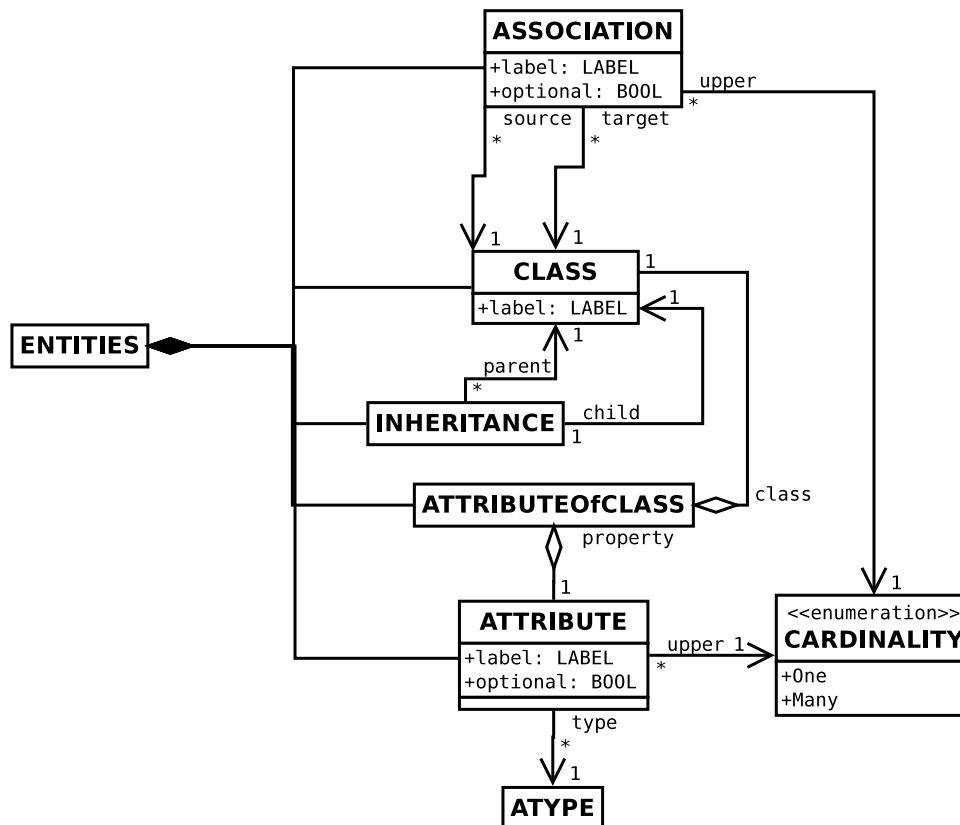 ASSOCIATION
+label: LABEL
+optional: BOOL
upper
*
source
*
target
*
1
1
CLASS
+label: LABEL
1
1
1
ENTITIES
parent
*
INHERITANCE
child
1
ATTRIBUTEOfCLASS
class
property
1
ATTRIBUTE
+label: LABEL
+optional: BOOL
upper 1
*
1
<<enumeration>>
CARDINALITY
+One
+Many
type
*
1
ATYPE